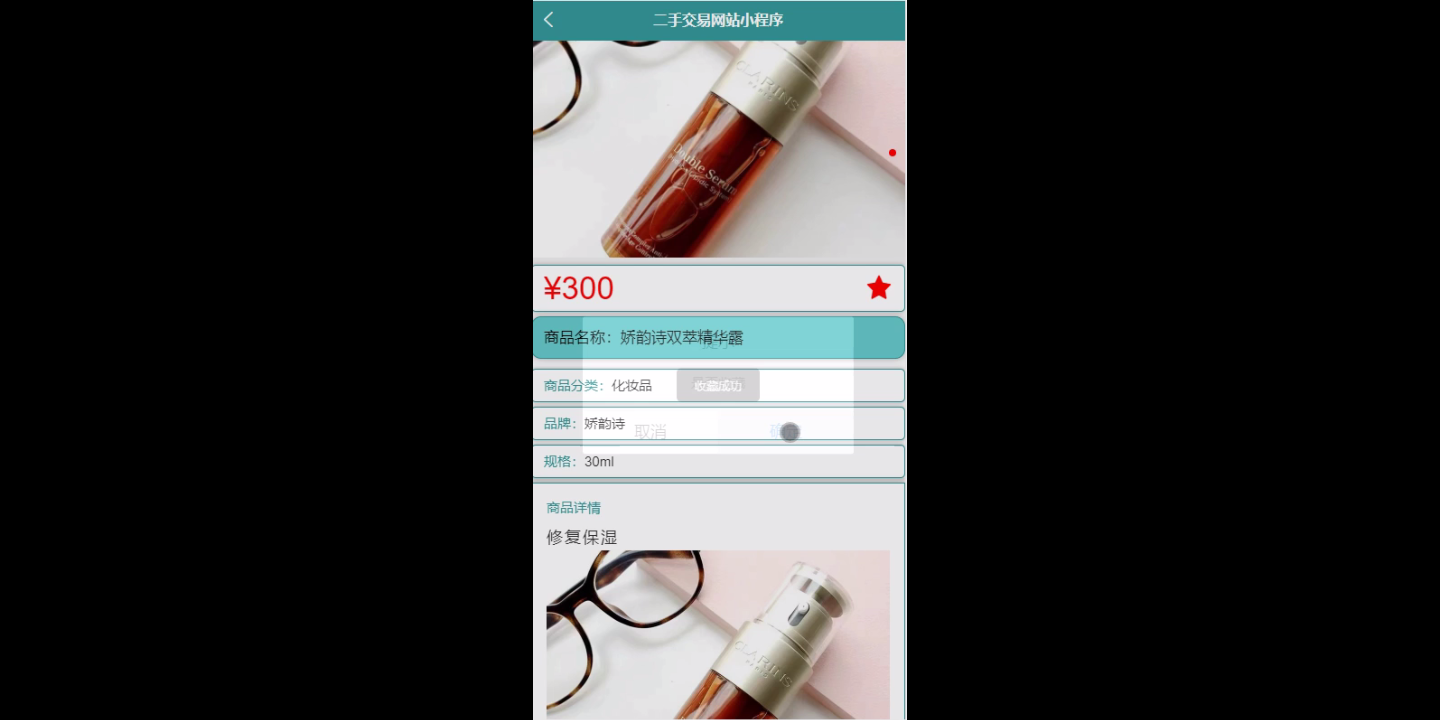 二手交易网站小程序
CLARINS
Double Serum
¥300
商品名称：娇韵诗双萃精华露
商品分类：化妆品
收藏成功
品牌：娇韵诗
取消
规格：30ml
商品详情
修复保湿
CLARINS